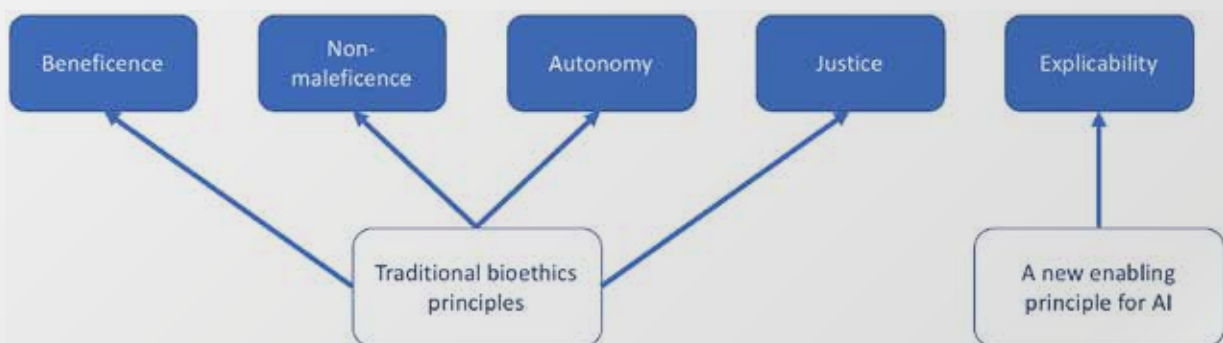 Beneficence
Non-
maleficence
Autonomy
Justice
Explicability
Traditional bioethics
principles
A new enabling
principle for AI